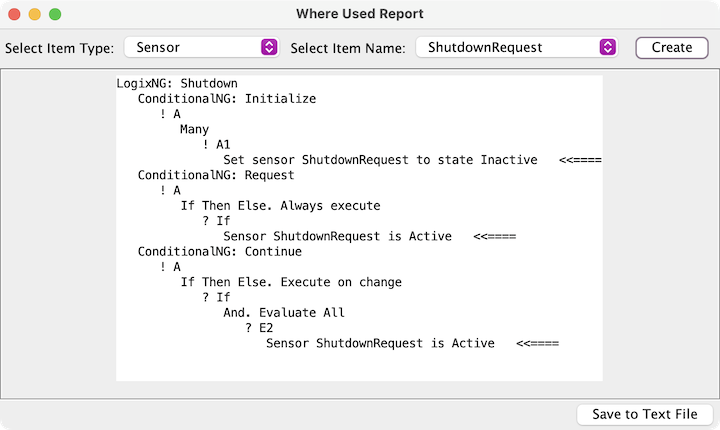 Where Used Report
Select Item Type: Sensor Select Item Name: ShutdownRequest Create
LogixNG: Shutdown
   ConditionalNG: Initialize
      ! A
         Many
            ! A1
               Set sensor ShutdownRequest to state Inactive   <<====
   ConditionalNG: Request
      ! A
         If Then Else. Always execute
            ? If
               Sensor ShutdownRequest is Active   <<====
   ConditionalNG: Continue
      ! A
         If Then Else. Execute on change
            ? If
               And. Evaluate All
                  ? E2
                     Sensor ShutdownRequest is Active   <<====
Save to Text File